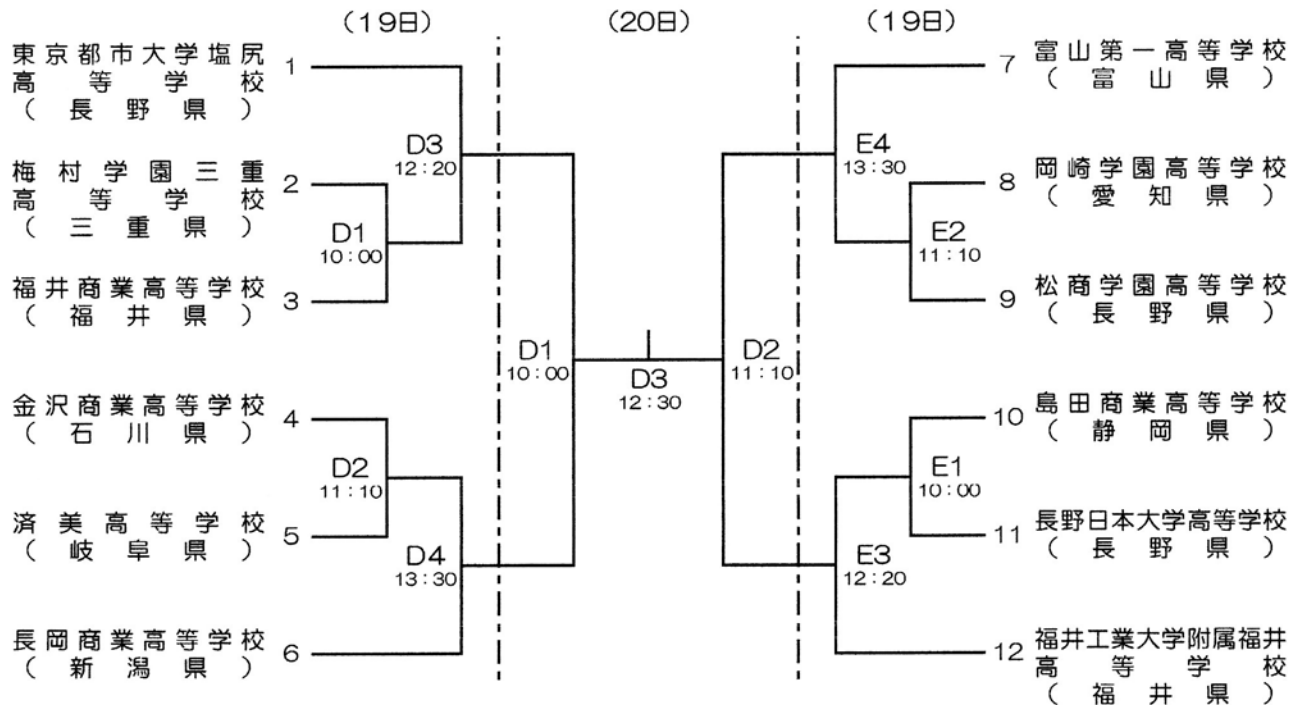 (19日)
(20日)
(19日)
東京都市大学塩尻
高等学校
(長野県)
1
梅村学園三重
高等学校
(三重県)
2
福井商業高等学校
(福井県)
3
金沢商業高等学校
(石川県)
4
済美高等学校
(岐阜県)
5
長岡商業高等学校
(新潟県)
6
D3
12:20
D1
10:00
D2
11:10
D4
13:30
D1
10:00
D3
12:30
D2
11:10
E4
13:30
E2
11:10
E1
10:00
E3
12:20
7
富山第一高等学校
(富山県)
8
岡崎学園高等学校
(愛知県)
9
松商学園高等学校
(長野県)
10
島田商業高等学校
(静岡県)
11
長野日本大学高等学校
(長野県)
12
福井工業大学附属福井
高等学校
(福井県)